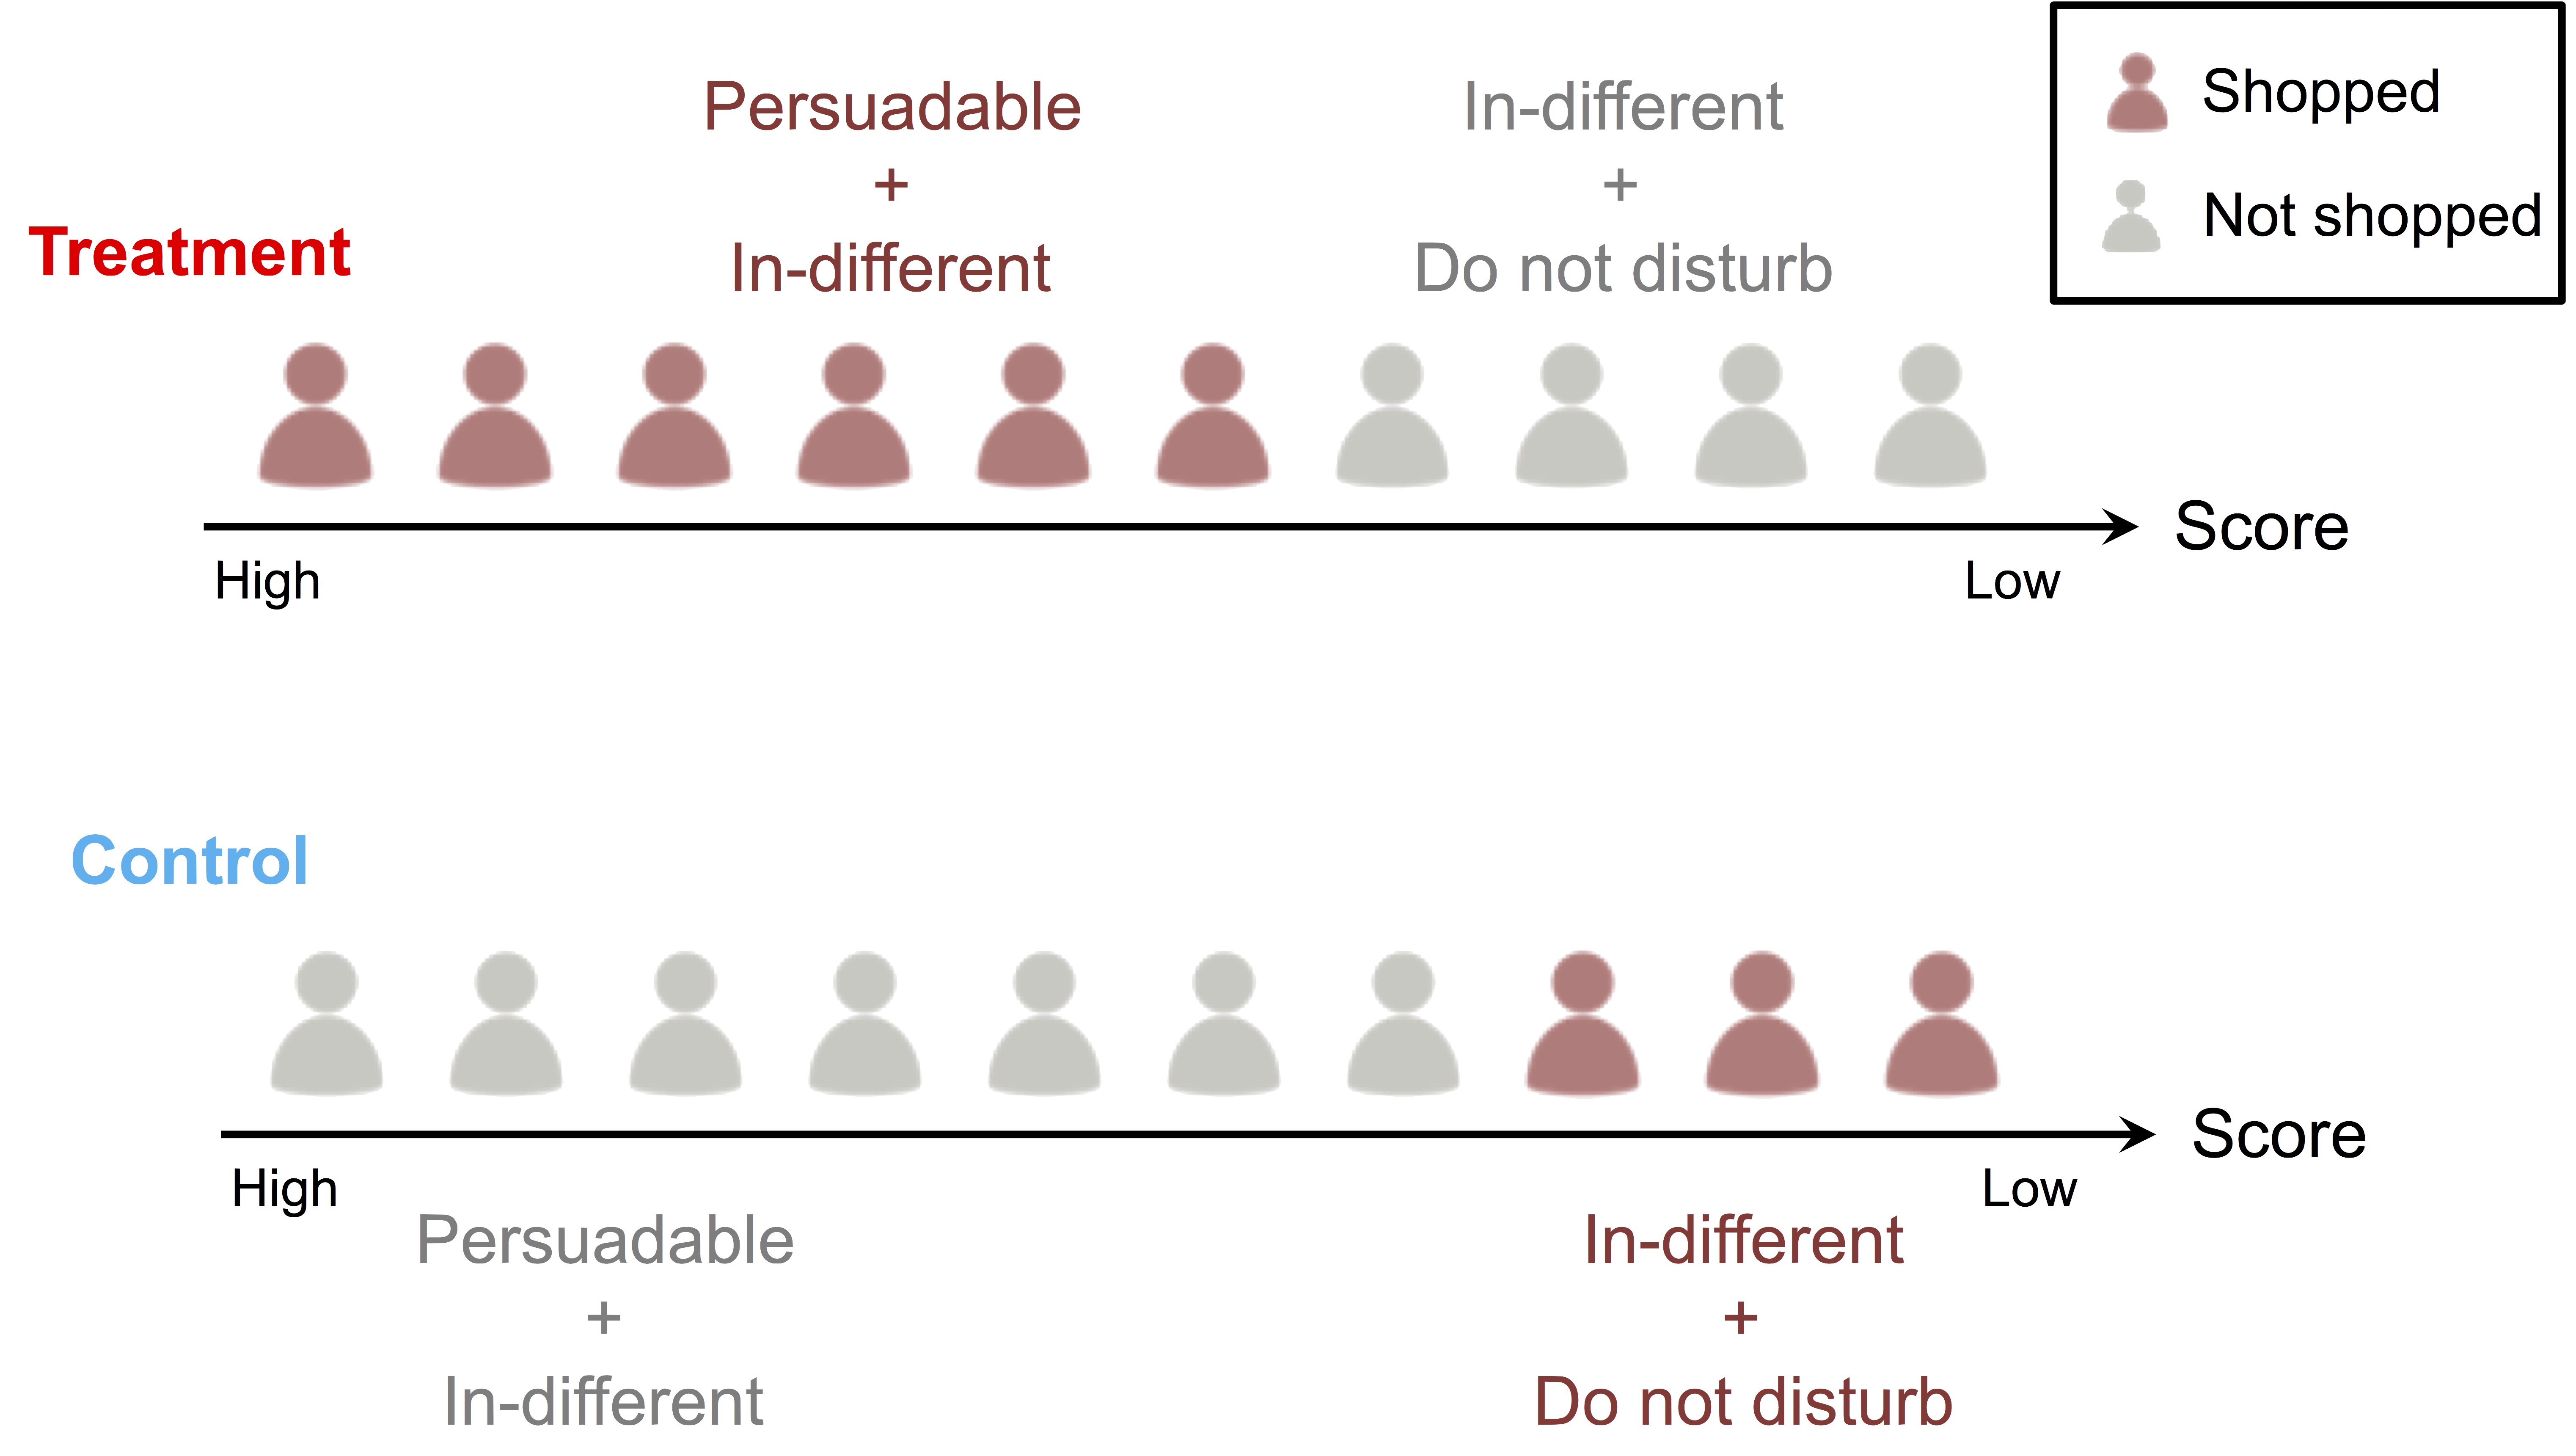 Shopped
Not shopped
Persuadable
+
In-different
In-different
+
Do not disturb
Treatment
Score
High
Low
Control
Score
High
Low
Persuadable
+
In-different
In-different
+
Do not disturb